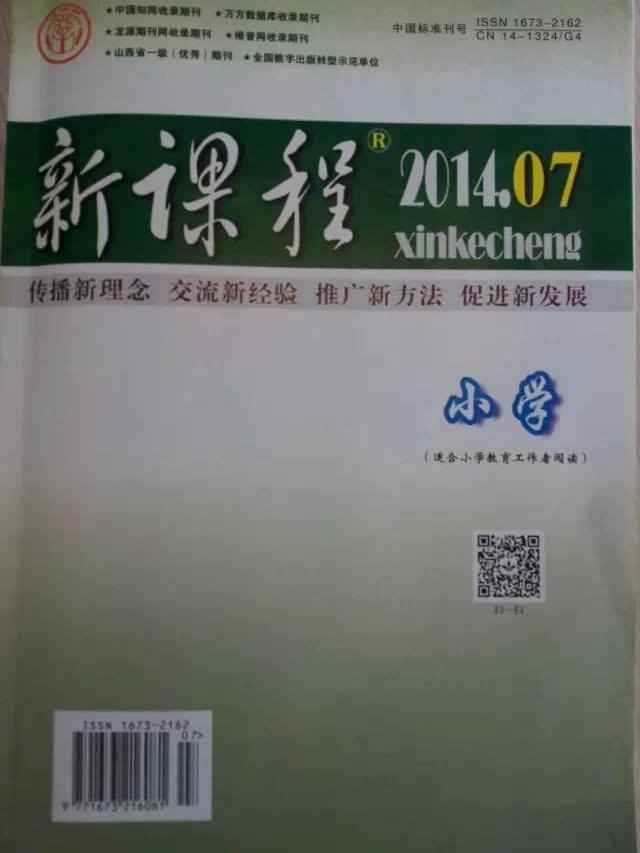 ★中国知网收录期刊 ★万方数据库收录期刊
★龙源期刊网收录期刊 ★维普网收录期刊
★山西省一级（优秀）期刊 ★全国数字出版转型示范单位
中国标准刊号 ISSN 1673-2162
CN 14-1324/G4
新课程® 2014.07
xinkecheng
传播新理念 交流新经验 推广新方法 促进新发展
小学
（适合小学教育工作者阅读）
ISSN 1673-2162
07>
9 771673 216081